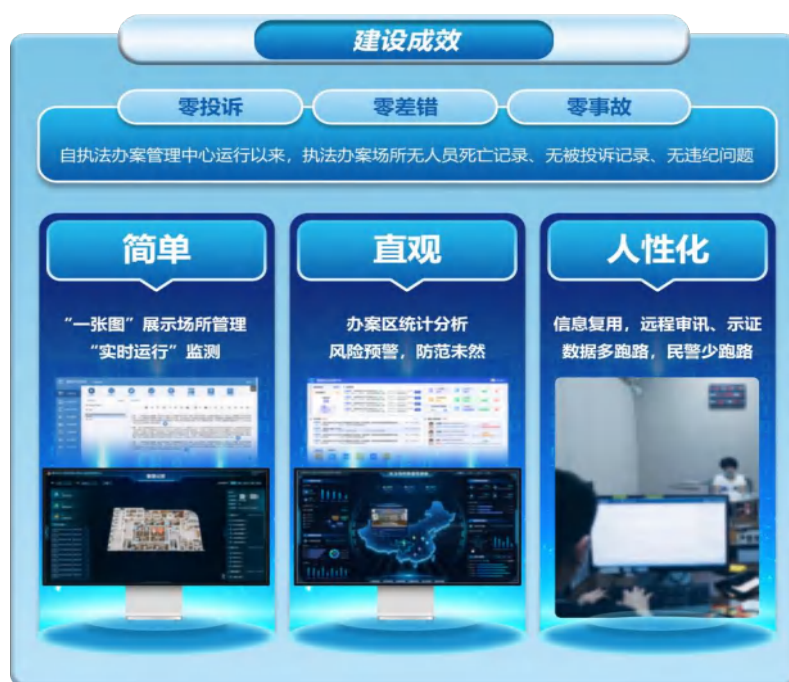 建设成效
零投诉
零差错
零事故
自执法办案管理中心运行以来，执法办案场所无人员死亡记录、无被投诉记录、无违纪问题
简单
“一张图”展示场所管理
“实时运行”监测
直观
办案区统计分析
风险预警，防范未然
人性化
信息复用，远程审讯、示证
数据多跑路，民警少跑路